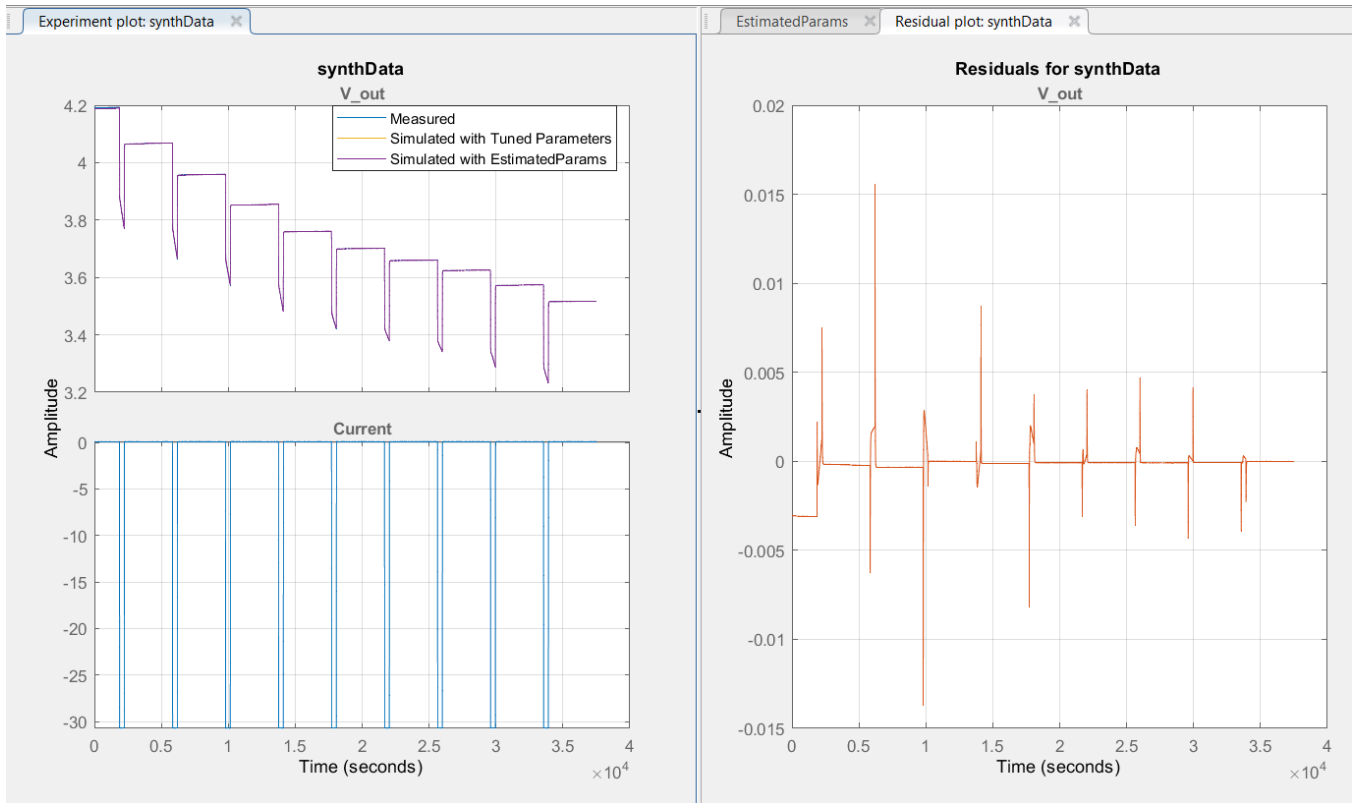 Experiment plot: synthData
synthData
V_out
4.2
4
3.8
3.6
3.4
3.2
Measured
Simulated with Tuned Parameters
Simulated with EstimatedParams
Amplitude
Current
0
-5
-10
-15
-20
-25
-30
0 0.5 1 1.5 2 2.5 3 3.5 4
Time (seconds)
×10^4
EstimatedParams Residual plot: synthData
Residuals for synthData
V_out
0.02
0.015
0.01
0.005
0
-0.005
-0.01
-0.015
Amplitude
0 0.5 1 1.5 2 2.5 3 3.5 4
Time (seconds)
×10^4